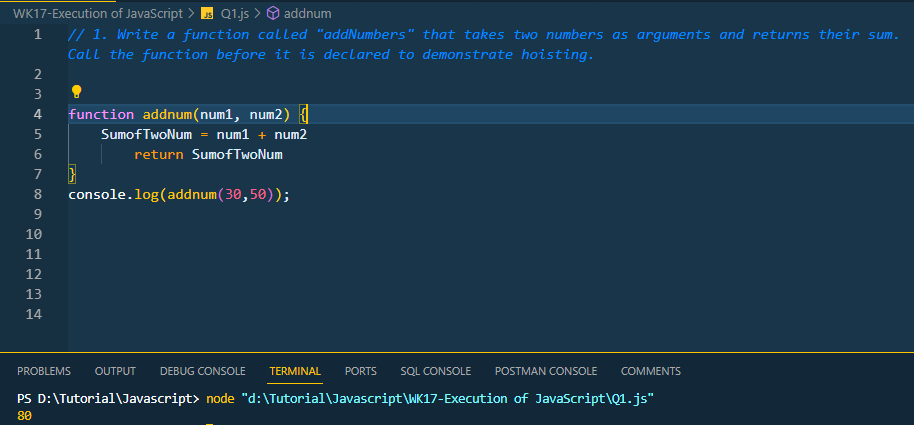 WK17-Execution of JavaScript > JS Q1.js > addnum
1 // 1. Write a function called "addNumbers" that takes two numbers as arguments and returns their sum.
Call the function before it is declared to demonstrate hoisting.
2
3
4 function addnum(num1, num2) {
5 SumofTwoNum = num1 + num2
6 return SumofTwoNum
7 }
8 console.log(addnum(30,50));
9
10
11
12
13
14
PROBLEMS OUTPUT DEBUG CONSOLE TERMINAL PORTS SQL CONSOLE POSTMAN CONSOLE COMMENTS
PS D:\Tutorial\Javascript> node "d:\Tutorial\Javascript\WK17-Execution of JavaScript\Q1.js"
80